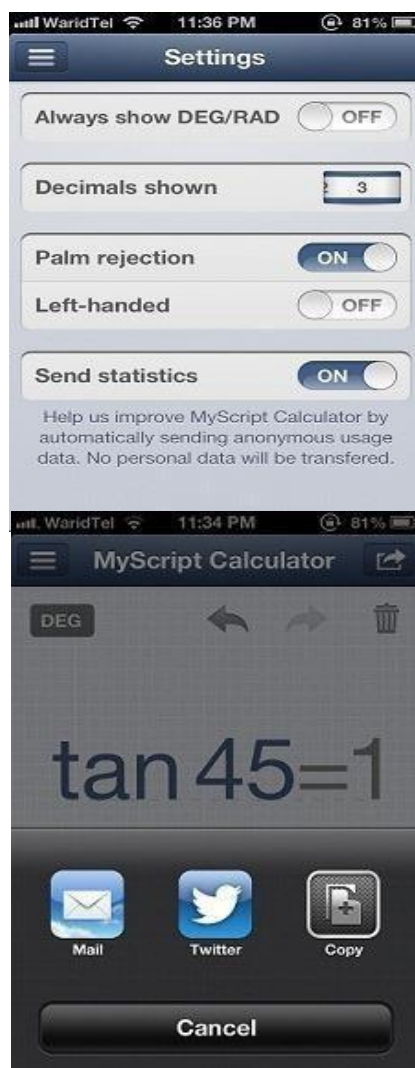 WaridTel 11:36 PM 81%
Settings
Always show DEG/RAD OFF
Decimals shown 3
Palm rejection ON
Left-handed OFF
Send statistics ON
Help us improve MyScript Calculator by
automatically sending anonymous usage
data. No personal data will be transfered.
WaridTel 11:34 PM 81%
MyScript Calculator
DEG
tan 45=1
Mail Twitter Copy
Cancel